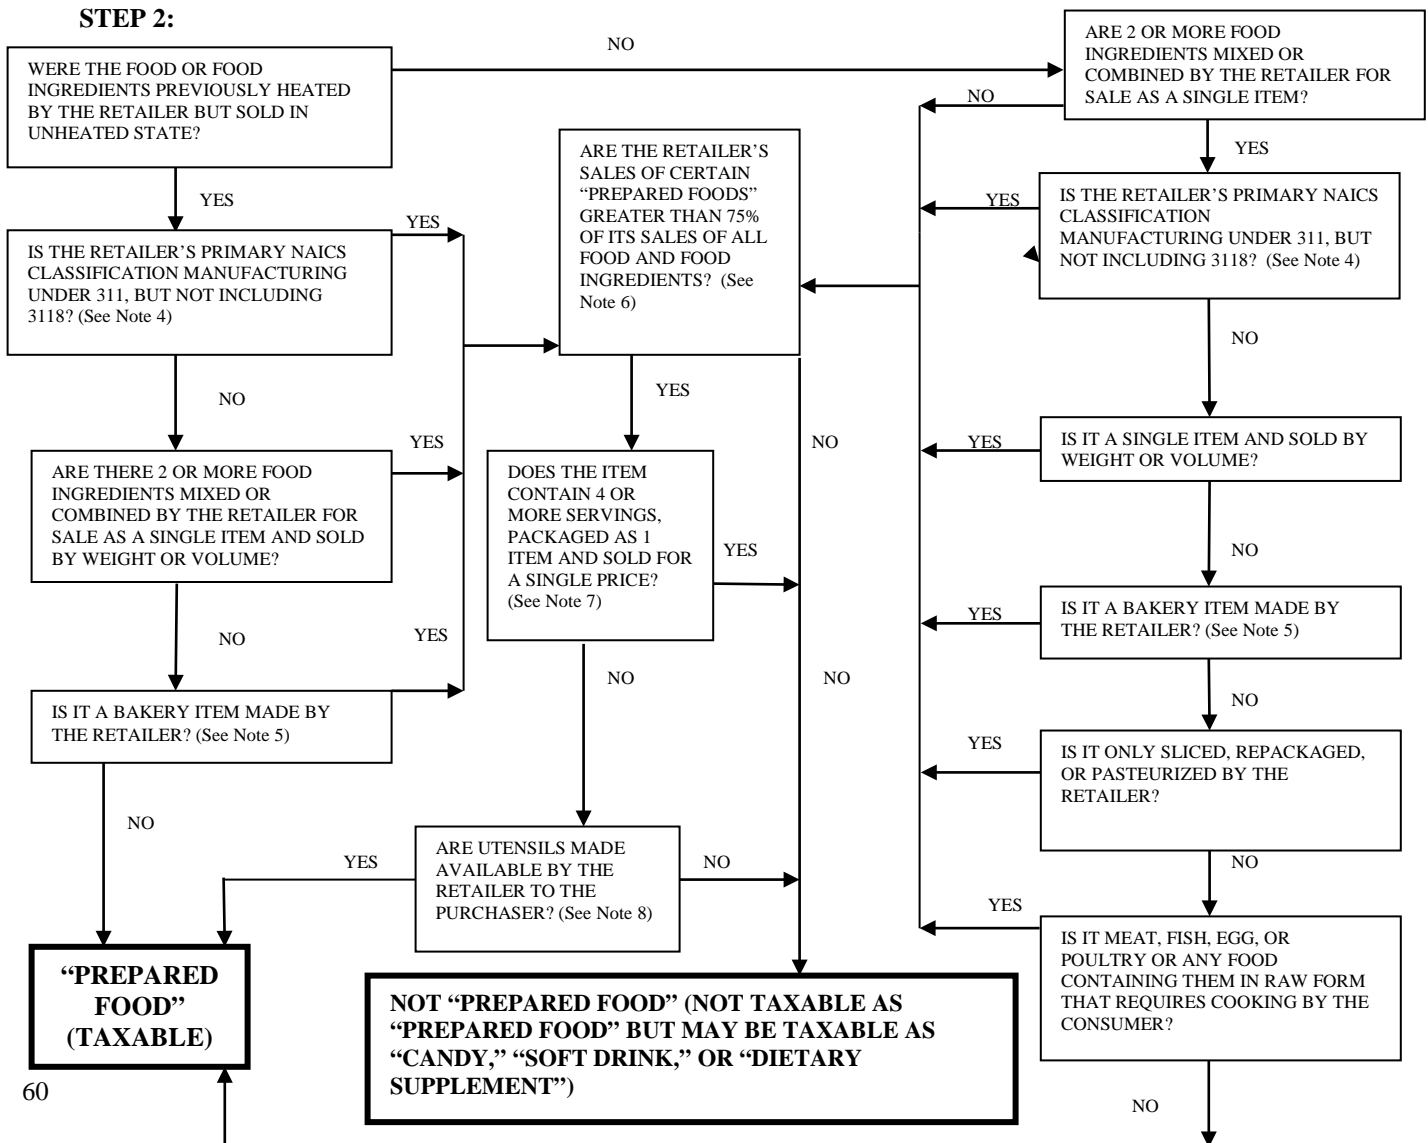 STEP 2:
WERE THE FOOD OR FOOD
INGREDIENTS PREVIOUSLY HEATED
BY THE RETAILER BUT SOLD IN
UNHEATED STATE?
NO
ARE 2 OR MORE FOOD
INGREDIENTS MIXED OR
COMBINED BY THE RETAILER FOR
SALE AS A SINGLE ITEM?
NO
YES
YES
IS THE RETAILER'S PRIMARY NAICS
CLASSIFICATION MANUFACTURING
UNDER 311, BUT NOT INCLUDING
3118? (See Note 4)
YES
NO
ARE THERE 2 OR MORE FOOD
INGREDIENTS MIXED OR
COMBINED BY THE RETAILER FOR
SALE AS A SINGLE ITEM AND SOLD
BY WEIGHT OR VOLUME?
YES
NO
IS IT A BAKERY ITEM MADE BY
THE RETAILER? (See Note 5)
YES
NO
ARE THE RETAILER'S
SALES OF CERTAIN
“PREPARED FOODS”
GREATER THAN 75%
OF ITS SALES OF ALL
FOOD AND FOOD
INGREDIENTS? (See
Note 6)
YES
NO
DOES THE ITEM
CONTAIN 4 OR
MORE SERVINGS,
PACKAGED AS 1
ITEM AND SOLD FOR
A SINGLE PRICE?
(See Note 7)
YES
NO
NO
ARE UTENSILS MADE
AVAILABLE BY THE
RETAILER TO THE
PURCHASER? (See Note 8)
YES
NO
IS THE RETAILER'S PRIMARY NAICS
CLASSIFICATION
MANUFACTURING UNDER 311, BUT
NOT INCLUDING 3118? (See Note 4)
YES
NO
IS IT A SINGLE ITEM AND SOLD BY
WEIGHT OR VOLUME?
YES
NO
IS IT A BAKERY ITEM MADE BY
THE RETAILER? (See Note 5)
YES
NO
IS IT ONLY SLICED, REPACKAGED,
OR PASTEURIZED BY THE
RETAILER?
YES
NO
IS IT MEAT, FISH, EGG, OR
POULTRY OR ANY FOOD
CONTAINING THEM IN RAW FORM
THAT REQUIRES COOKING BY THE
CONSUMER?
YES
NO
“PREPARED
FOOD”
(TAXABLE)
NOT “PREPARED FOOD” (NOT TAXABLE AS
“PREPARED FOOD” BUT MAY BE TAXABLE AS
“CANDY,” “SOFT DRINK,” OR “DIETARY
SUPPLEMENT”)
60